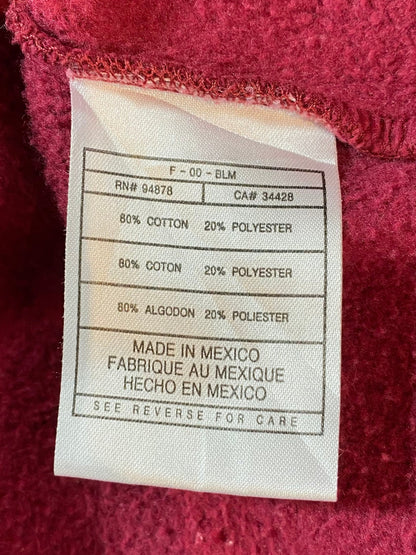 F - 00 - BLM
RN# 94878 CA# 34428
80% COTTON 20% POLYESTER
80% COTON 20% POLYESTER
80% ALGODON 20% POLIESTER
MADE IN MEXICO
FABRIQUE AU MEXIQUE
HECHO EN MEXICO
SEE REVERSE FOR CARE